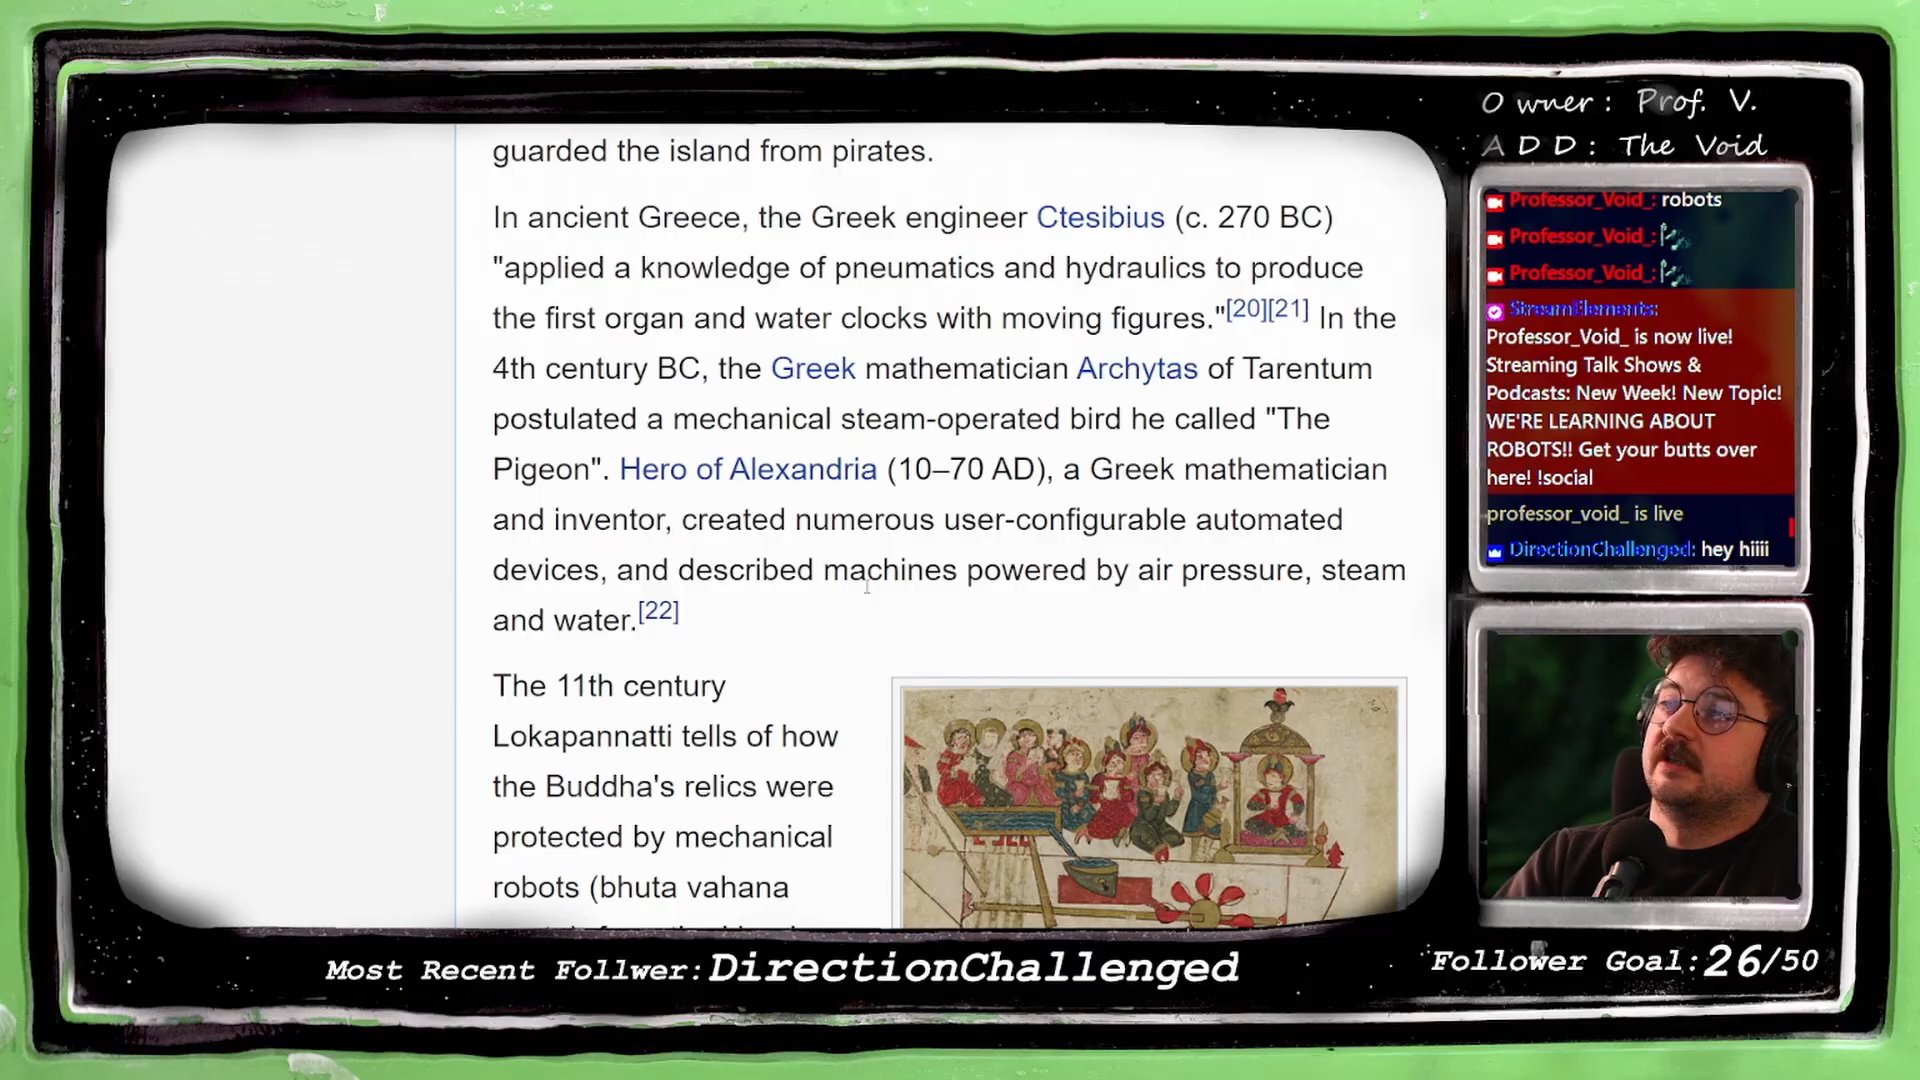 guarded the island from pirates.
In ancient Greece, the Greek engineer Ctesibius (c. 270 BC)
"applied a knowledge of pneumatics and hydraulics to produce
the first organ and water clocks with moving figures."[20][21] In the
4th century BC, the Greek mathematician Archytas of Tarentum
postulated a mechanical steam-operated bird he called "The
Pigeon". Hero of Alexandria (10–70 AD), a Greek mathematician
and inventor, created numerous user-configurable automated
devices, and described machines powered by air pressure, steam
and water.[22]
The 11th century
Lokapannatti tells of how
the Buddha's relics were
protected by mechanical
robots (bhuta vahana
Owner: Prof. V.
ADD: The Void
Professor_Void_: robots
Professor_Void_:
Professor_Void_:
StreamElements:
Professor_Void_ is now live!
Streaming Talk Shows &
Podcasts: New Week! New Topic!
WE'RE LEARNING ABOUT
ROBOTS!! Get your butts over
here! !social
professor_void_ is live
DirectionChallenged: hey hiiii
Most Recent Follwer: DirectionChallenged
Follower Goal: 26/50